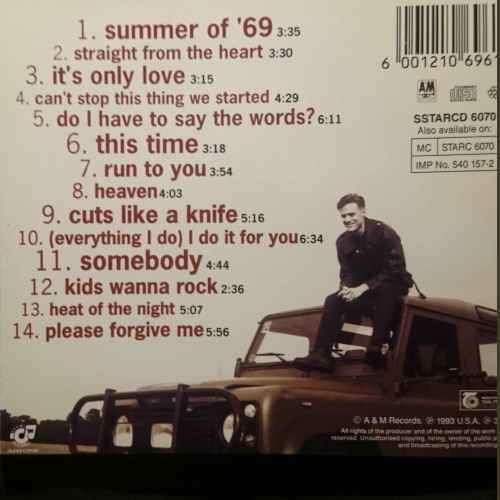 1. summer of '69 3:35
2. straight from the heart 3:30
3. it's only love 3:15
4. can't stop this thing we started 4:29
5. do I have to say the words? 6:11
6. this time 3:18
7. run to you 3:54
8. heaven 4:03
9. cuts like a knife 5:16
10. (everything I do) I do it for you 6:34
11. somebody 4:44
12. kids wanna rock 2:36
13. heat of the night 5:07
14. please forgive me 5:56
6 001210 6961
A&M
disc
SSTARCD 6070
Also available on:
MC STARC 6070
IMP No. 540 157-2
© A & M Records. ℗ 1993 U.S.A.
All rights of the producer and of the owner of the work
reserved. Unauthorised copying, hiring, lending, public
and broadcasting of this recording